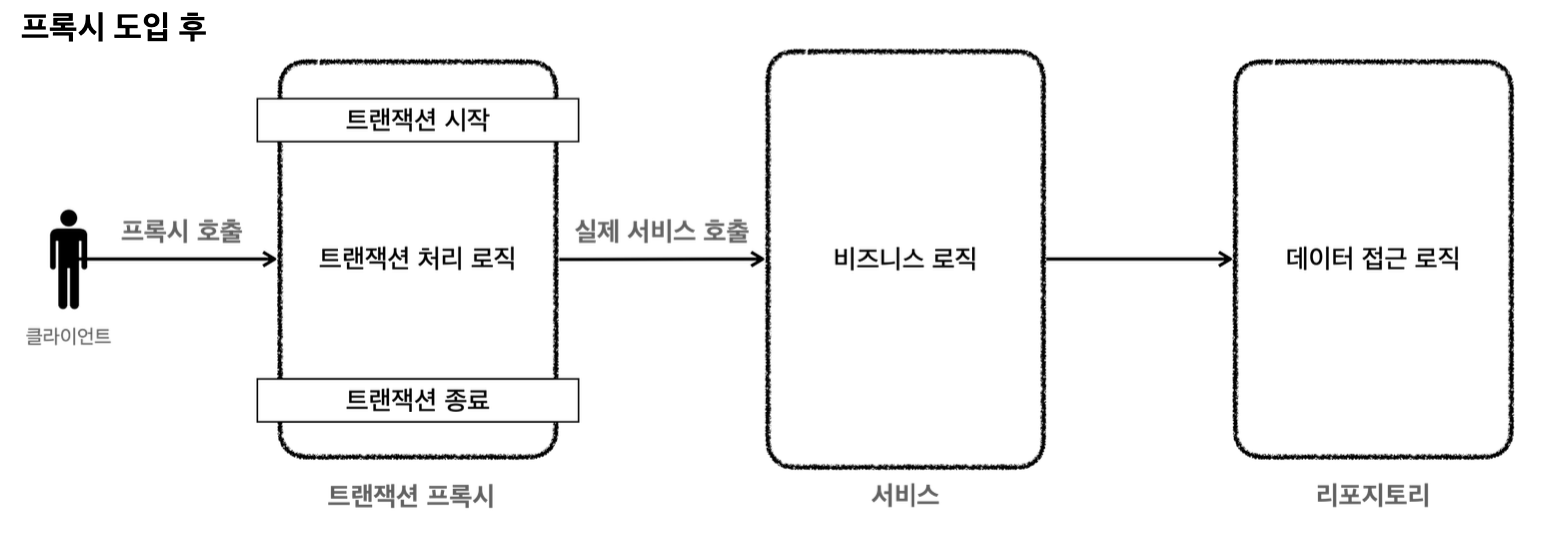 프록시 도입 후
트랜잭션 시작
프록시 호출
실제 서비스 호출
트랜잭션 처리 로직
비즈니스 로직
데이터 접근 로직
클라이언트
트랜잭션 종료
트랜잭션 프록시
서비스
리포지토리